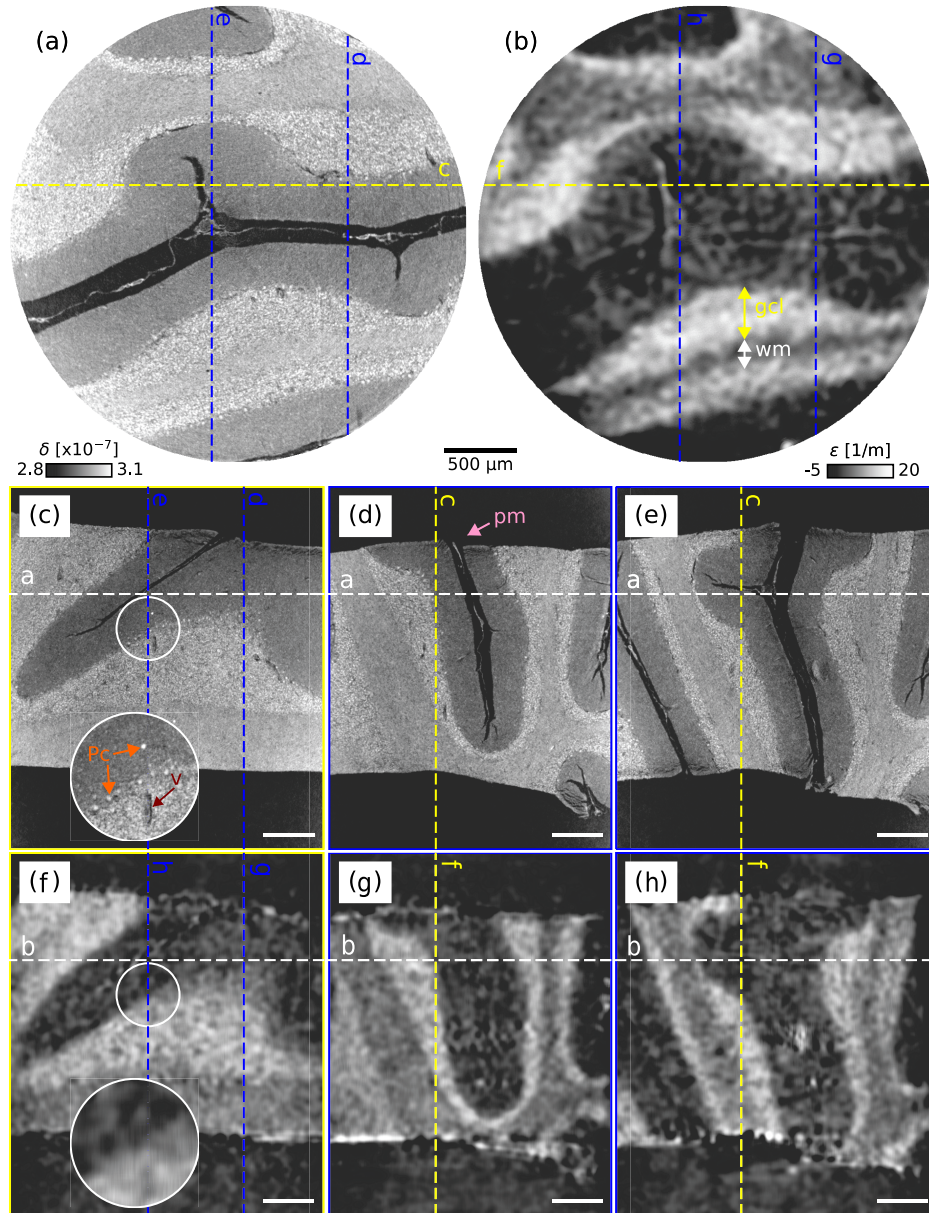 (a)
e
d
c
(b)
h
g
f
gcl
wm
δ [x10⁻⁷]
2.8 3.1
500 μm
ε [1/m]
-5 20
(c)
e
d
a
Pc
v
(d)
c
pm
a
(e)
c
a
(f)
h
g
b
(g)
f
b
(h)
f
b